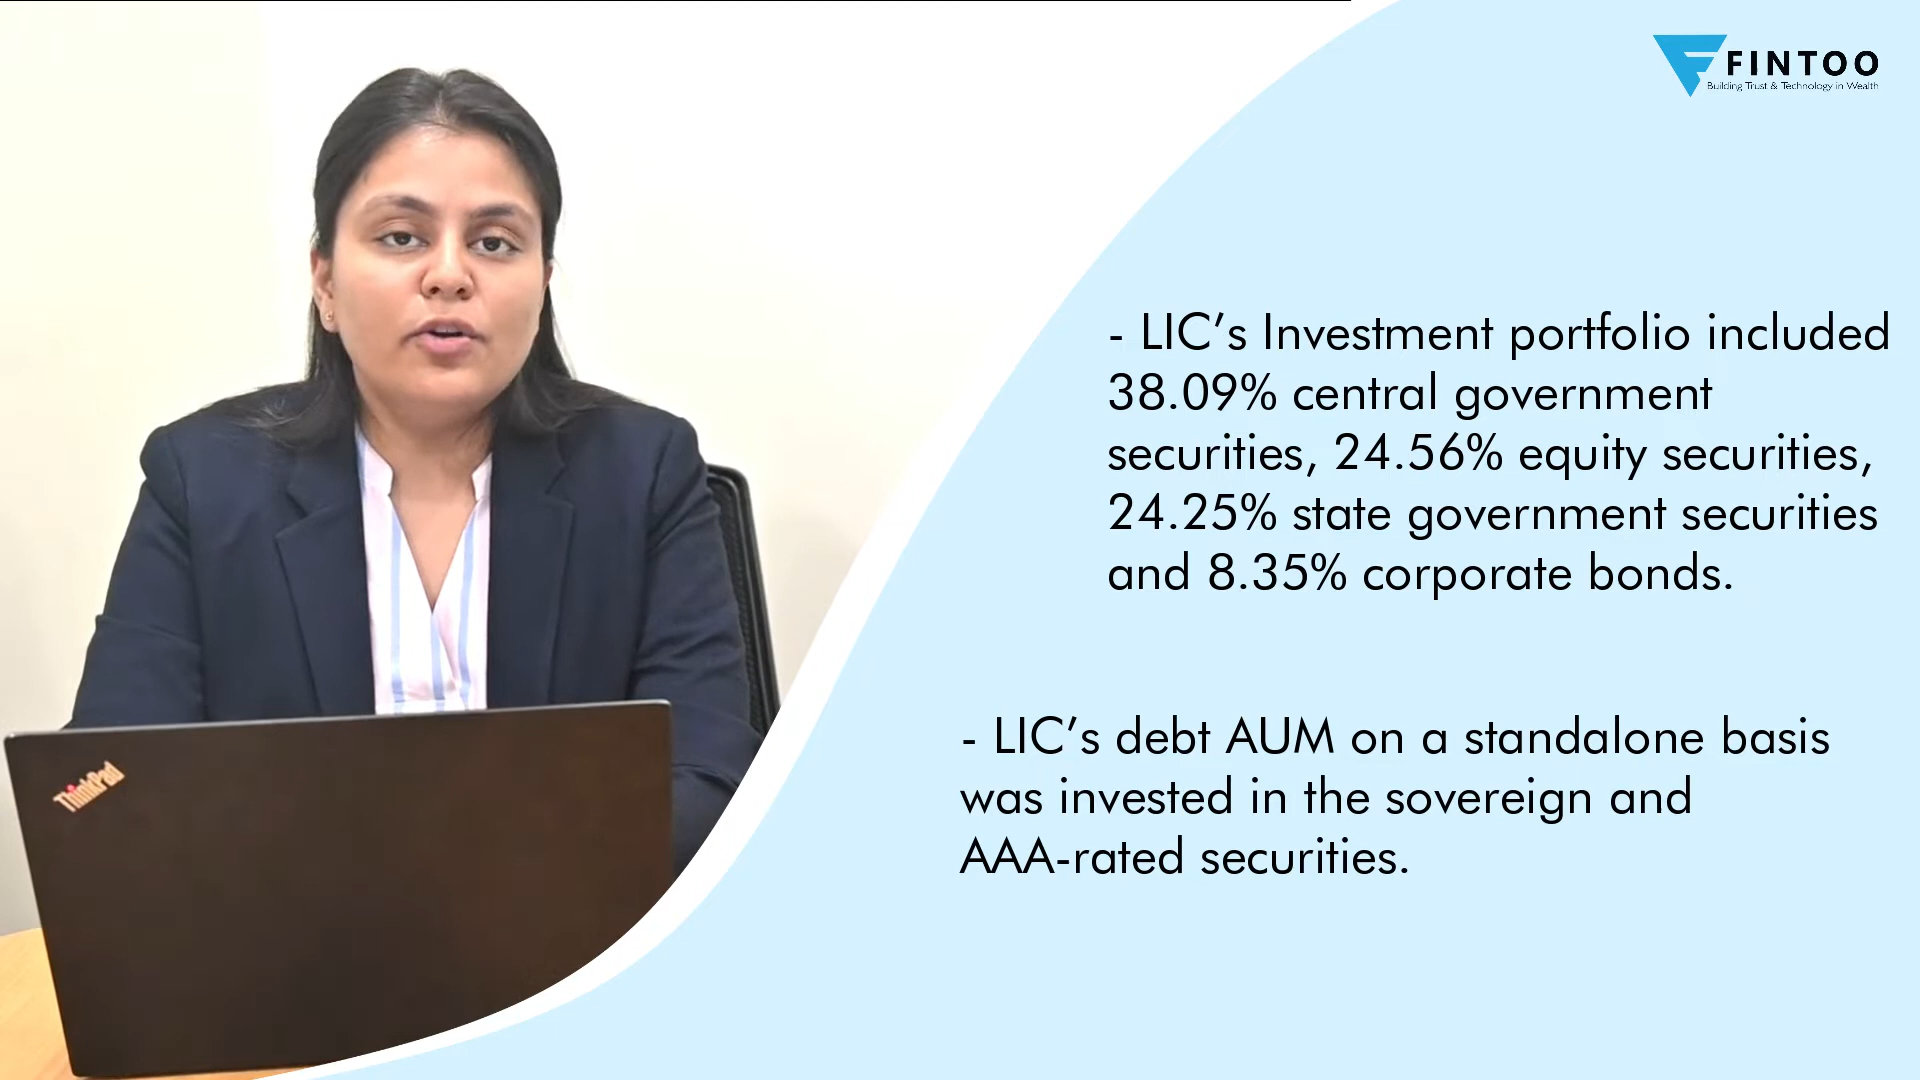 FINTOO
Building Trust & Technology in Wealth
- LIC’s Investment portfolio included
38.09% central government
securities, 24.56% equity securities,
24.25% state government securities
and 8.35% corporate bonds.
- LIC’s debt AUM on a standalone basis
was invested in the sovereign and
AAA-rated securities.
ThinkPad